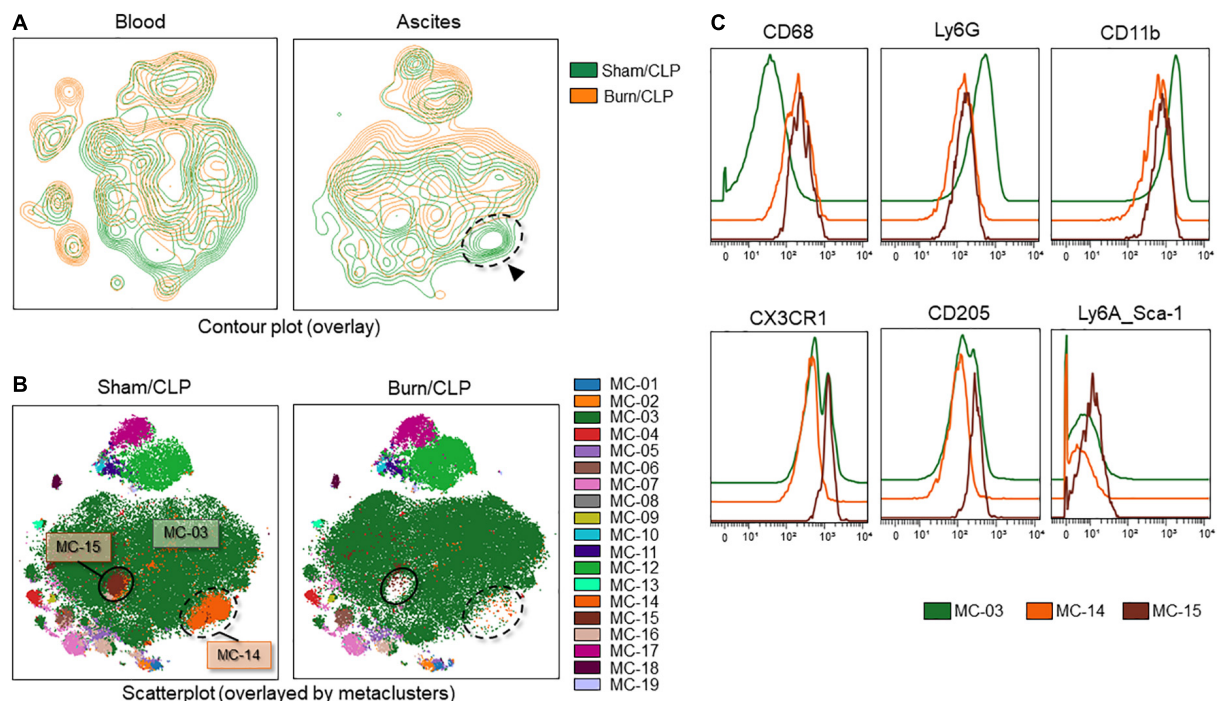 A
Blood
Ascites
Sham/CLP
Burn/CLP
Contour plot (overlay)
B
Sham/CLP
Burn/CLP
MC-15
MC-03
MC-14
MC-01
MC-02
MC-03
MC-04
MC-05
MC-06
MC-07
MC-08
MC-09
MC-10
MC-11
MC-12
MC-13
MC-14
MC-15
MC-16
MC-17
MC-18
MC-19
Scatterplot (overlayed by metaclusters)
C
CD68
Ly6G
CD11b
0 10¹ 10² 10³ 10⁴
0 10¹ 10² 10³ 10⁴
0 10¹ 10² 10³ 10⁴
CX3CR1
CD205
Ly6A_Sca-1
0 10¹ 10² 10³ 10⁴
0 10¹ 10² 10³ 10⁴
0 10¹ 10² 10³ 10⁴
MC-03
MC-14
MC-15